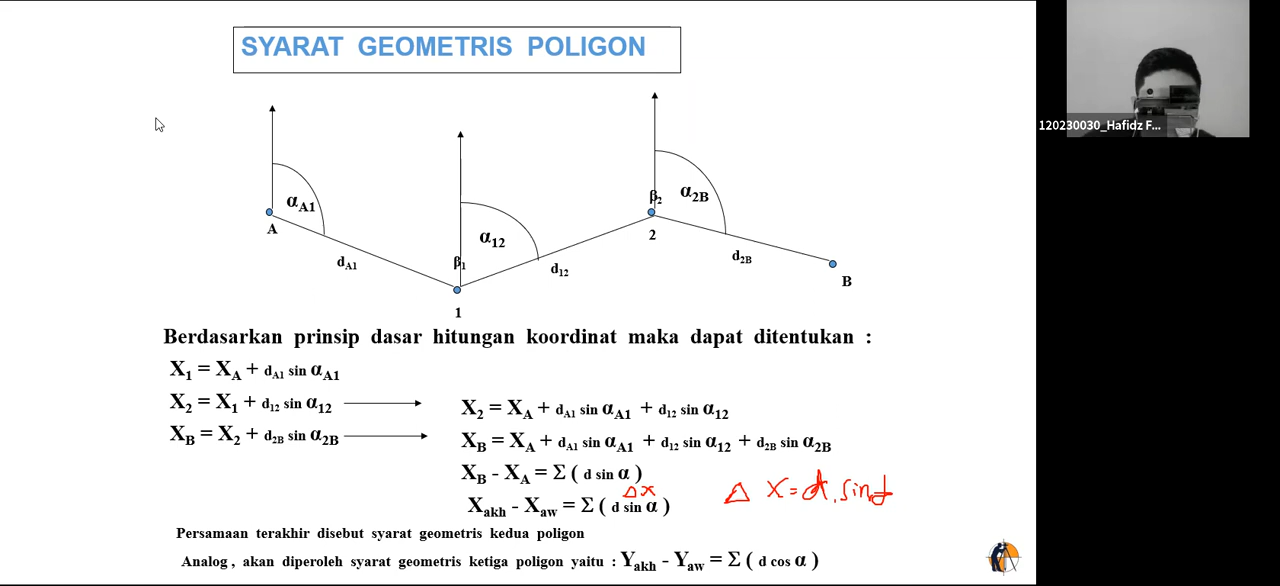 SYARAT GEOMETRIS POLIGON
120230030_Hafidz F...
αA1
α12
β2
α2B
A
dA1
β1
d12
2
d2B
B
1
Berdasarkan prinsip dasar hitungan koordinat maka dapat ditentukan :
X1 = XA + dA1 sin αA1
X2 = X1 + d12 sin α12
X2 = XA + dA1 sin αA1 + d12 sin α12
XB = X2 + d2B sin α2B
XB = XA + dA1 sin αA1 + d12 sin α12 + d2B sin α2B
XB - XA = Σ ( d sin α )
Δx
Δ X = d . sin α
Xakh - Xaw = Σ ( d sin α )
Persamaan terakhir disebut syarat geometris kedua poligon
Analog , akan diperoleh syarat geometris ketiga poligon yaitu : Yakh - Yaw = Σ ( d cos α )